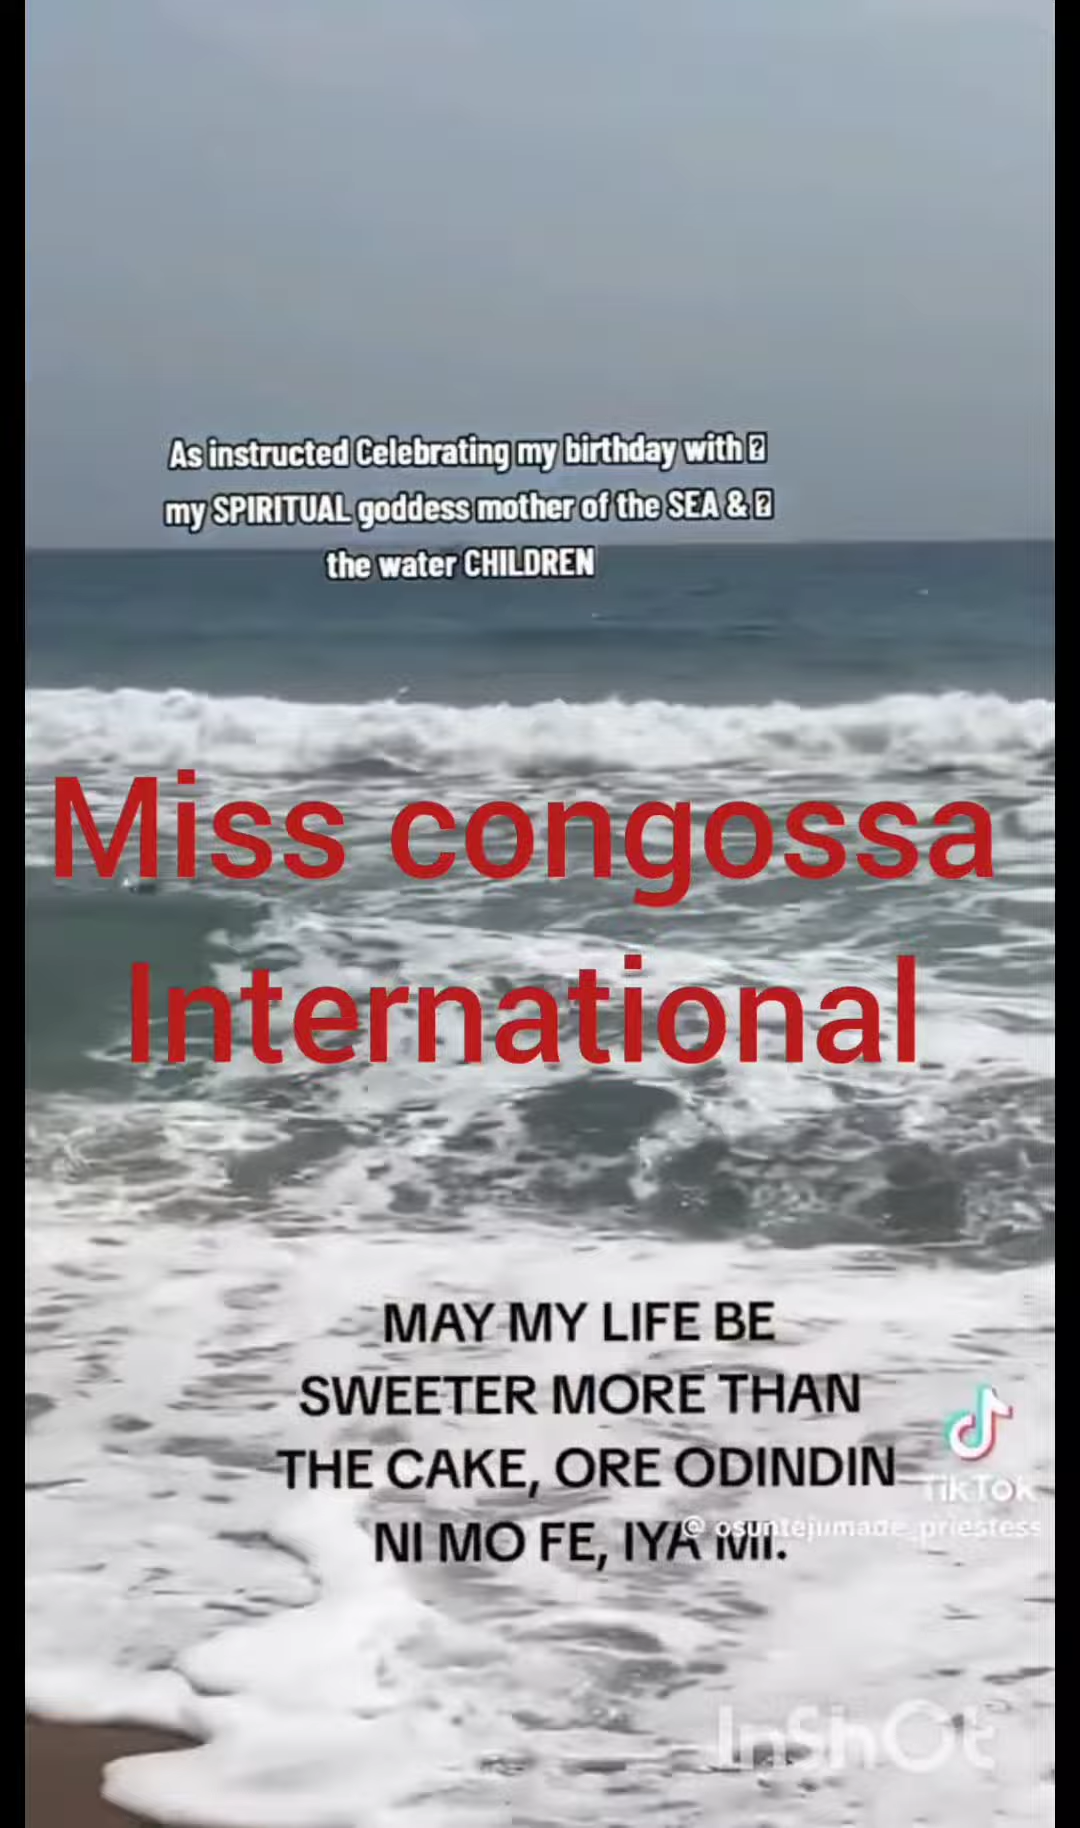 As instructed Celebrating my birthday with
my SPIRITUAL goddess mother of the SEA &
the water CHILDREN
Miss congossa
International
MAY MY LIFE BE
SWEETER MORE THAN
THE CAKE, ORE ODINDIN
NI MO FE, IYA MI.
TikTok
@ osuntejumade_priestess
InShOt